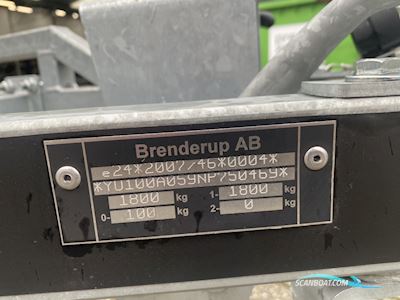 Brenderup AB
e24*2007/46*0004*
*YU100A059NP750469*
1800 kg 1- 1800 kg
0- 100 kg 2- 0 kg
SCANBOAT.COM